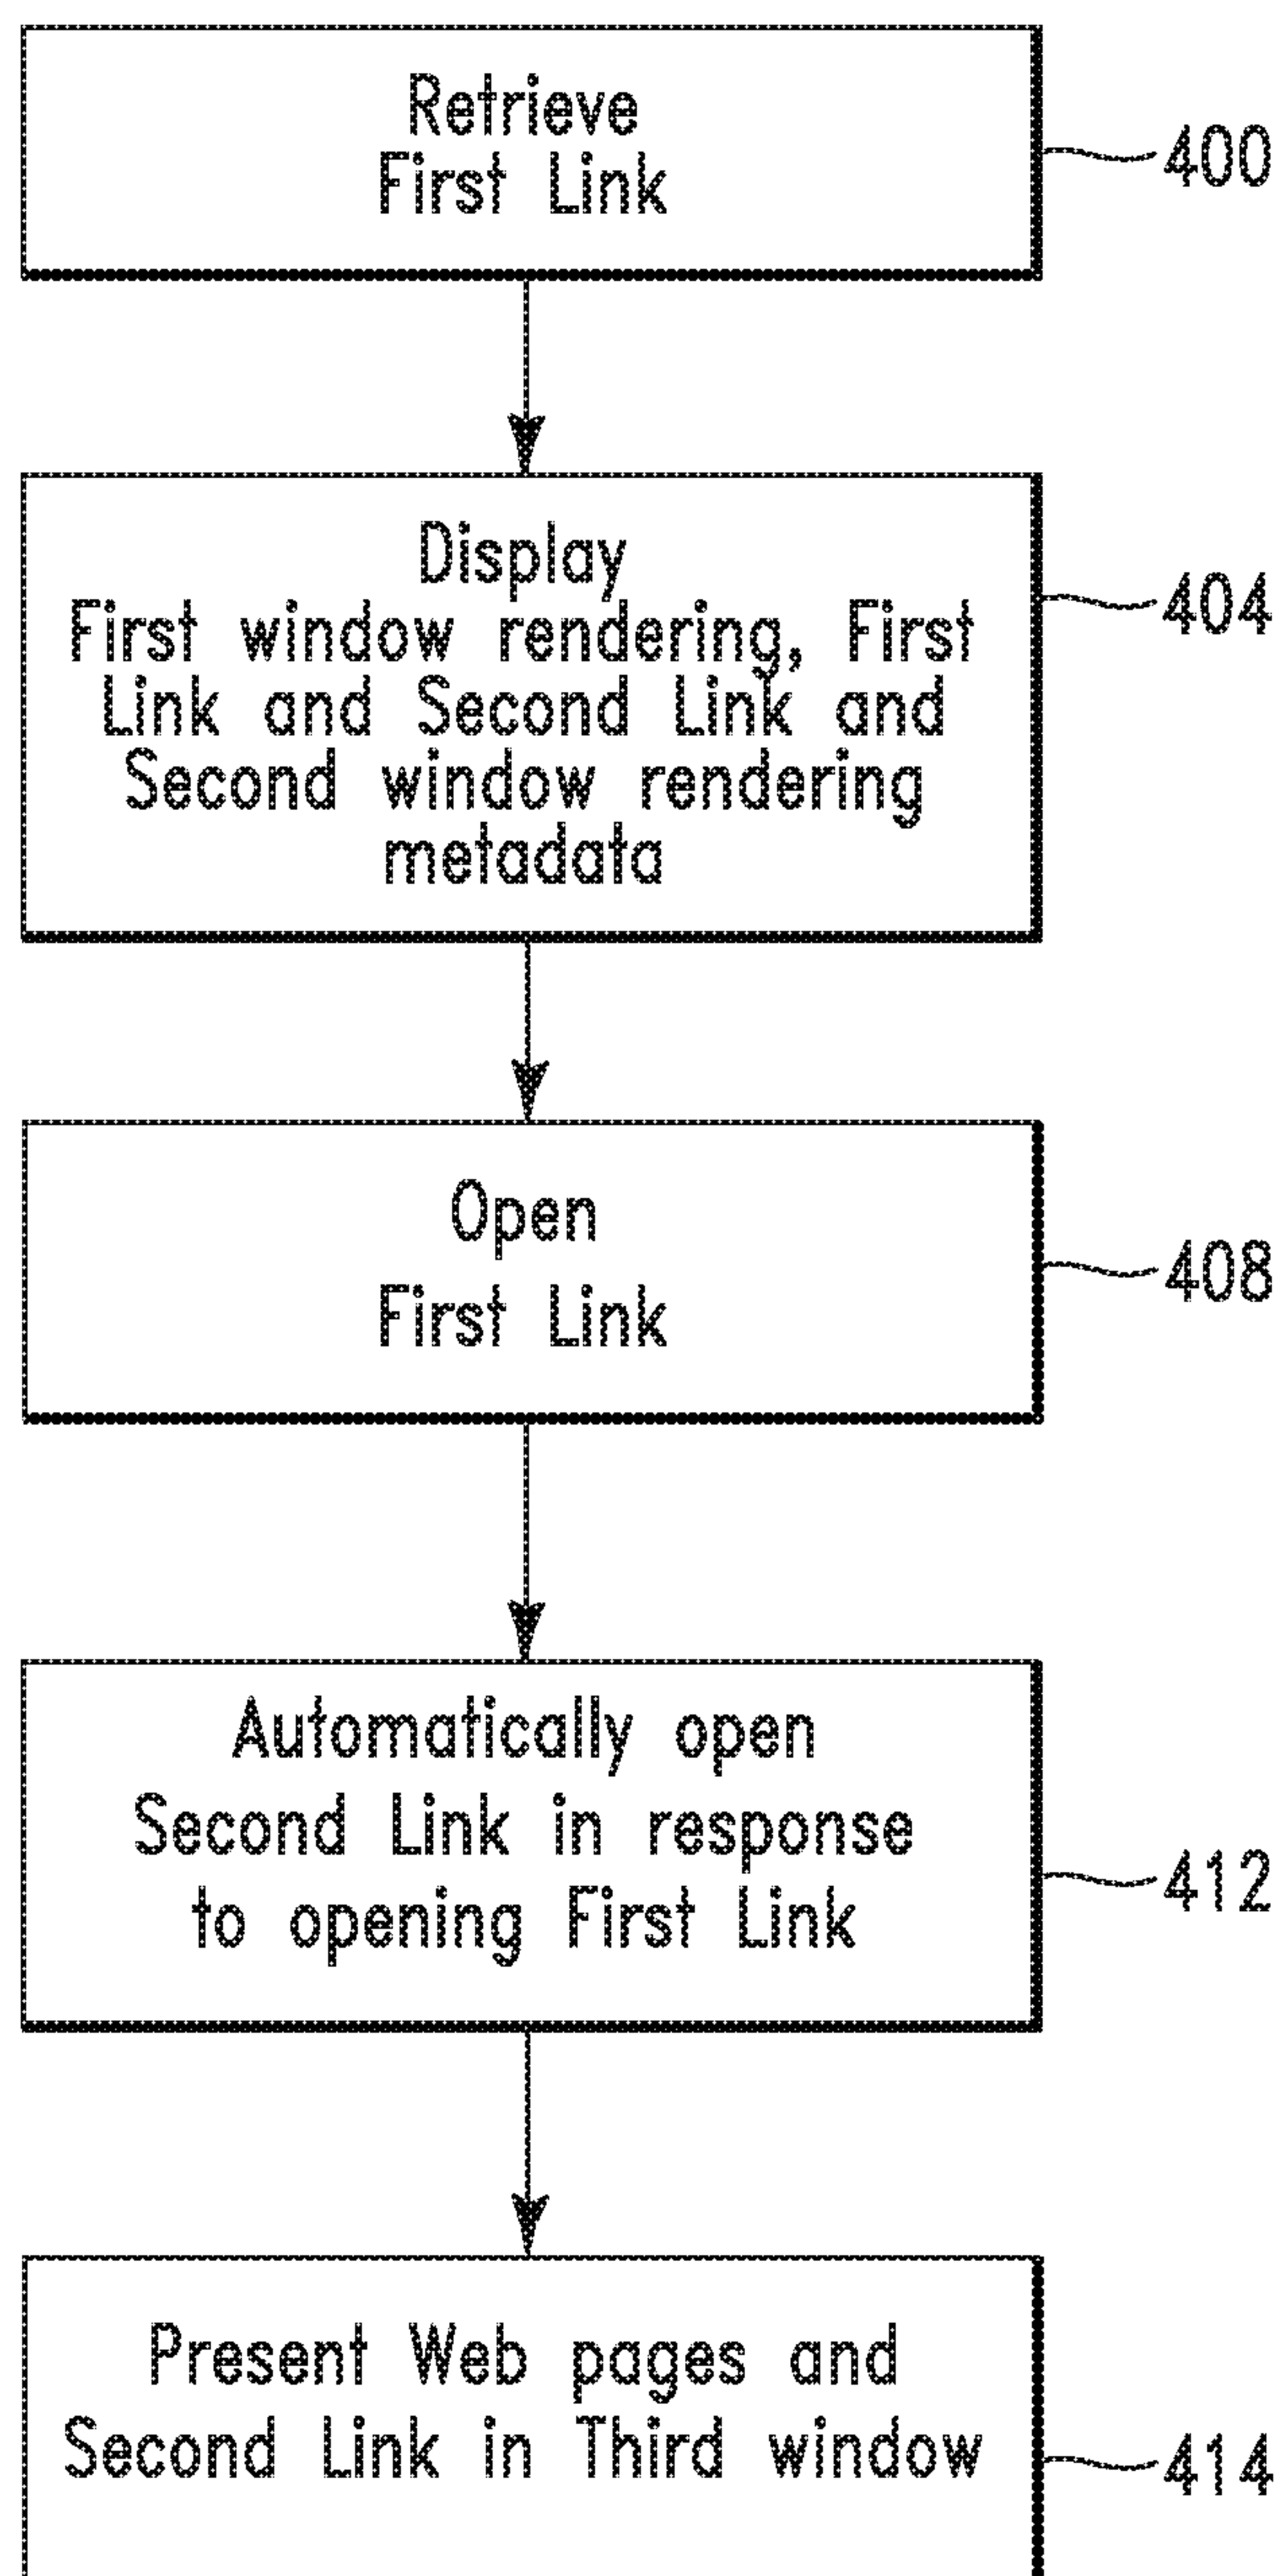 Retrieve
First Link
400
Display
First window rendering, First
Link and Second Link and
Second window rendering
metadata
404
Open
First Link
408
Automatically open
Second Link in response
to opening First Link
412
Present Web pages and
Second Link in Third window
414